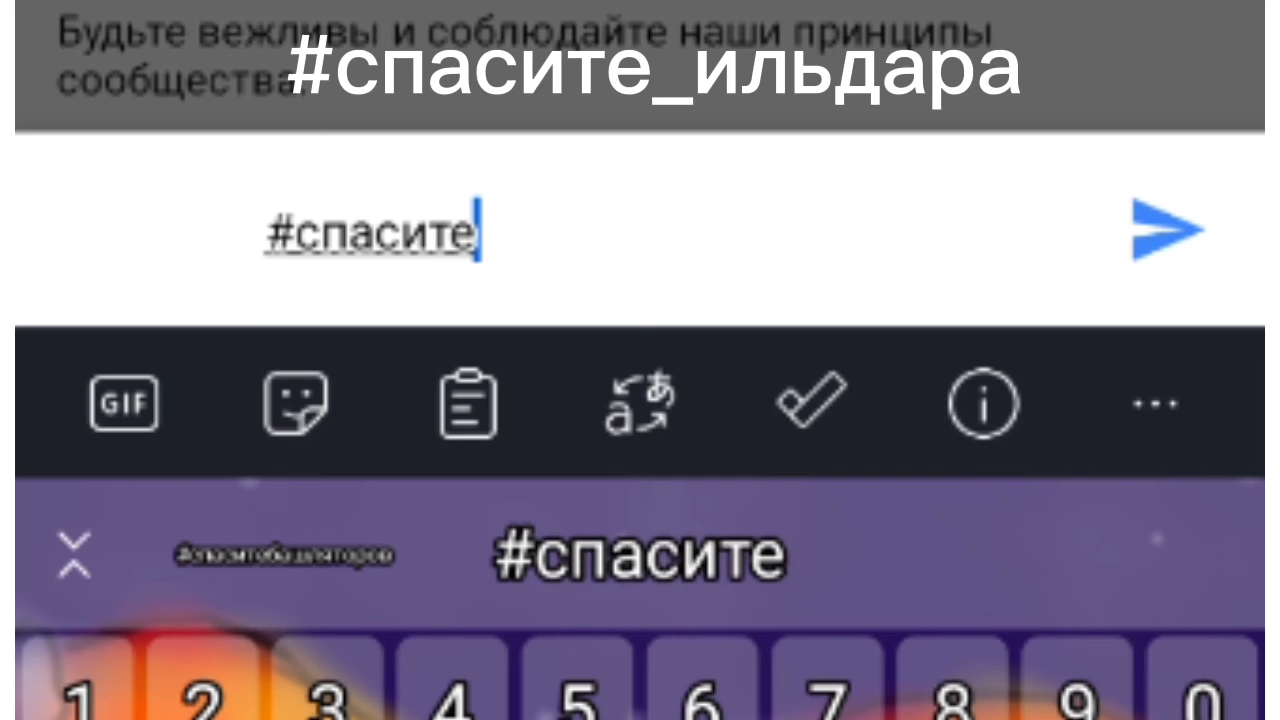 Будьте вежливы и соблюдайте наши принципы
сообщества.
#спасите_ильдара
#спасите
GIF
#спасите
1 2 3 4 5 6 7 8 9 0